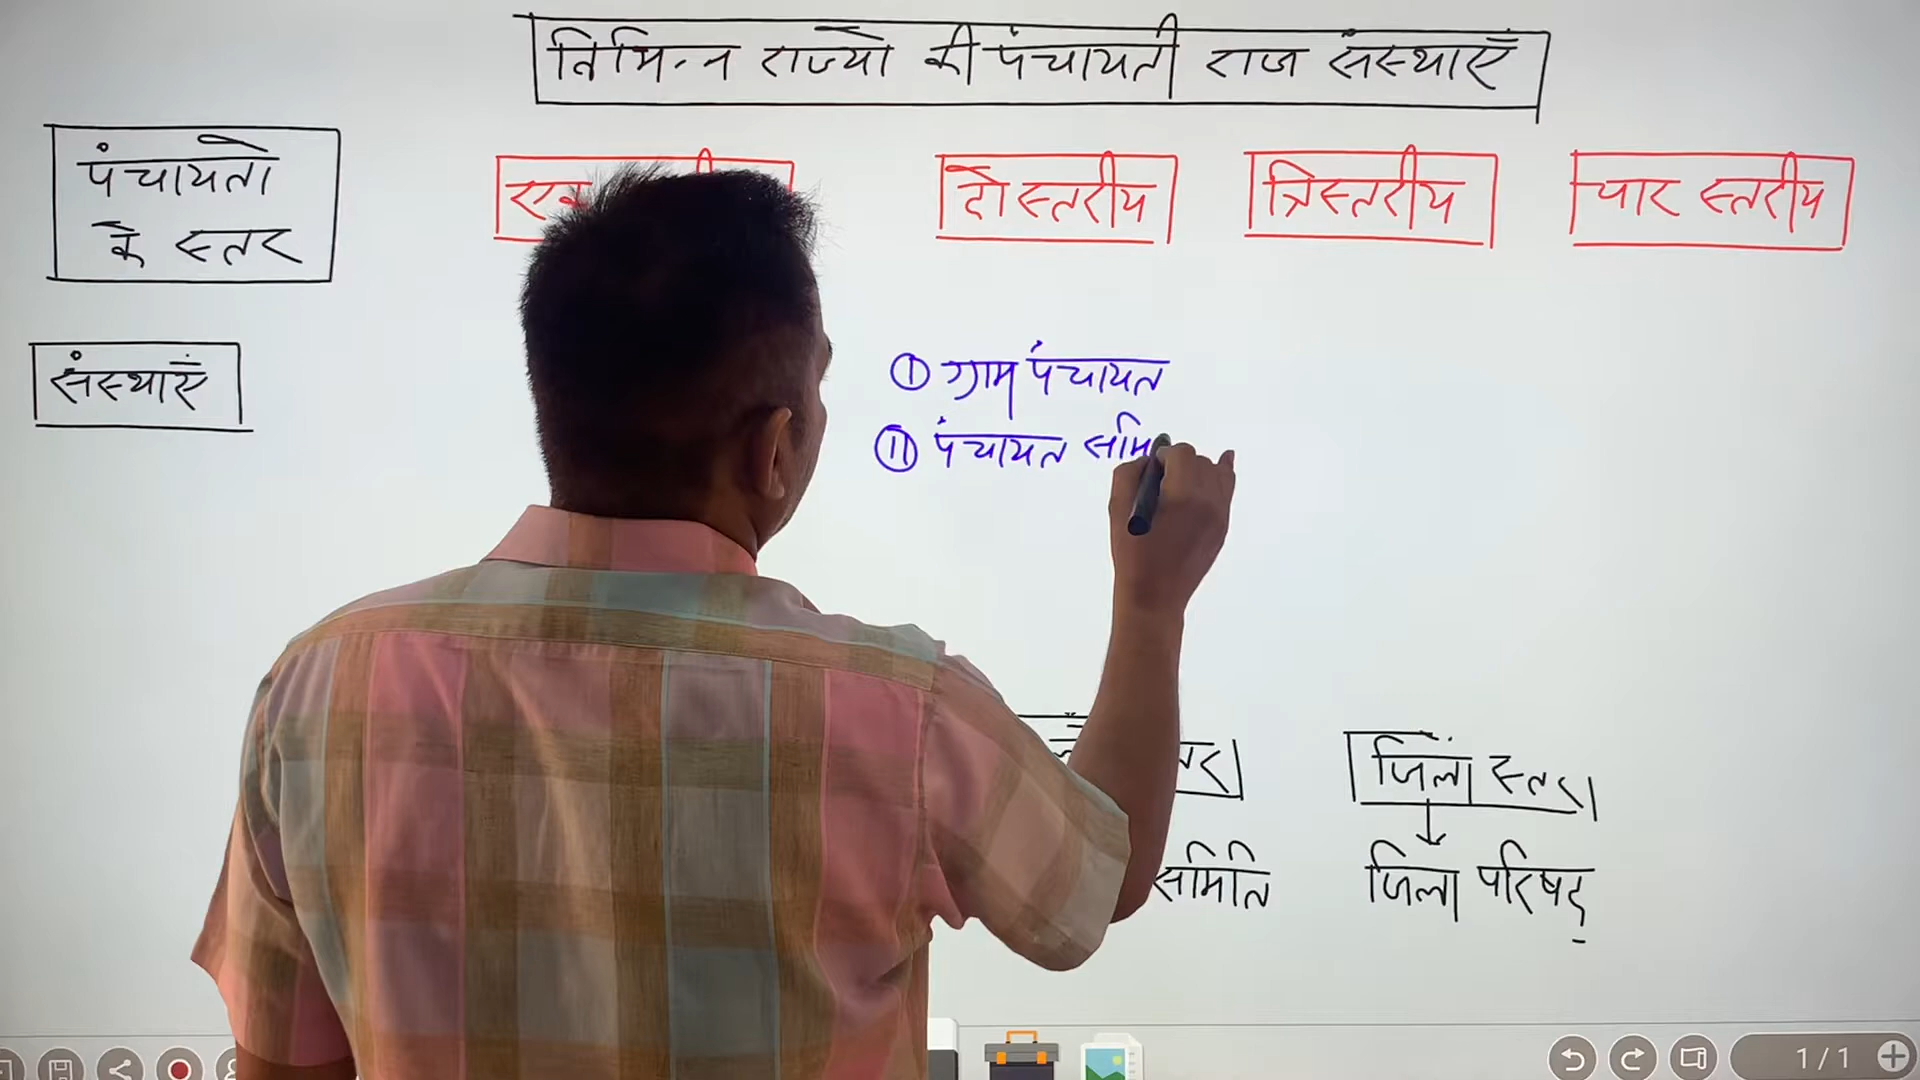 विभिन्न राज्यो की पंचायती राज संस्थाएँ
पंचायतो
के स्तर
दो स्तरीय
त्रिस्तरीय
चार स्तरीय
संस्थाएँ
① ग्राम पंचायत
⑪ पंचायत समि
जिला स्तर
समिति
जिला परिषद्
1/1